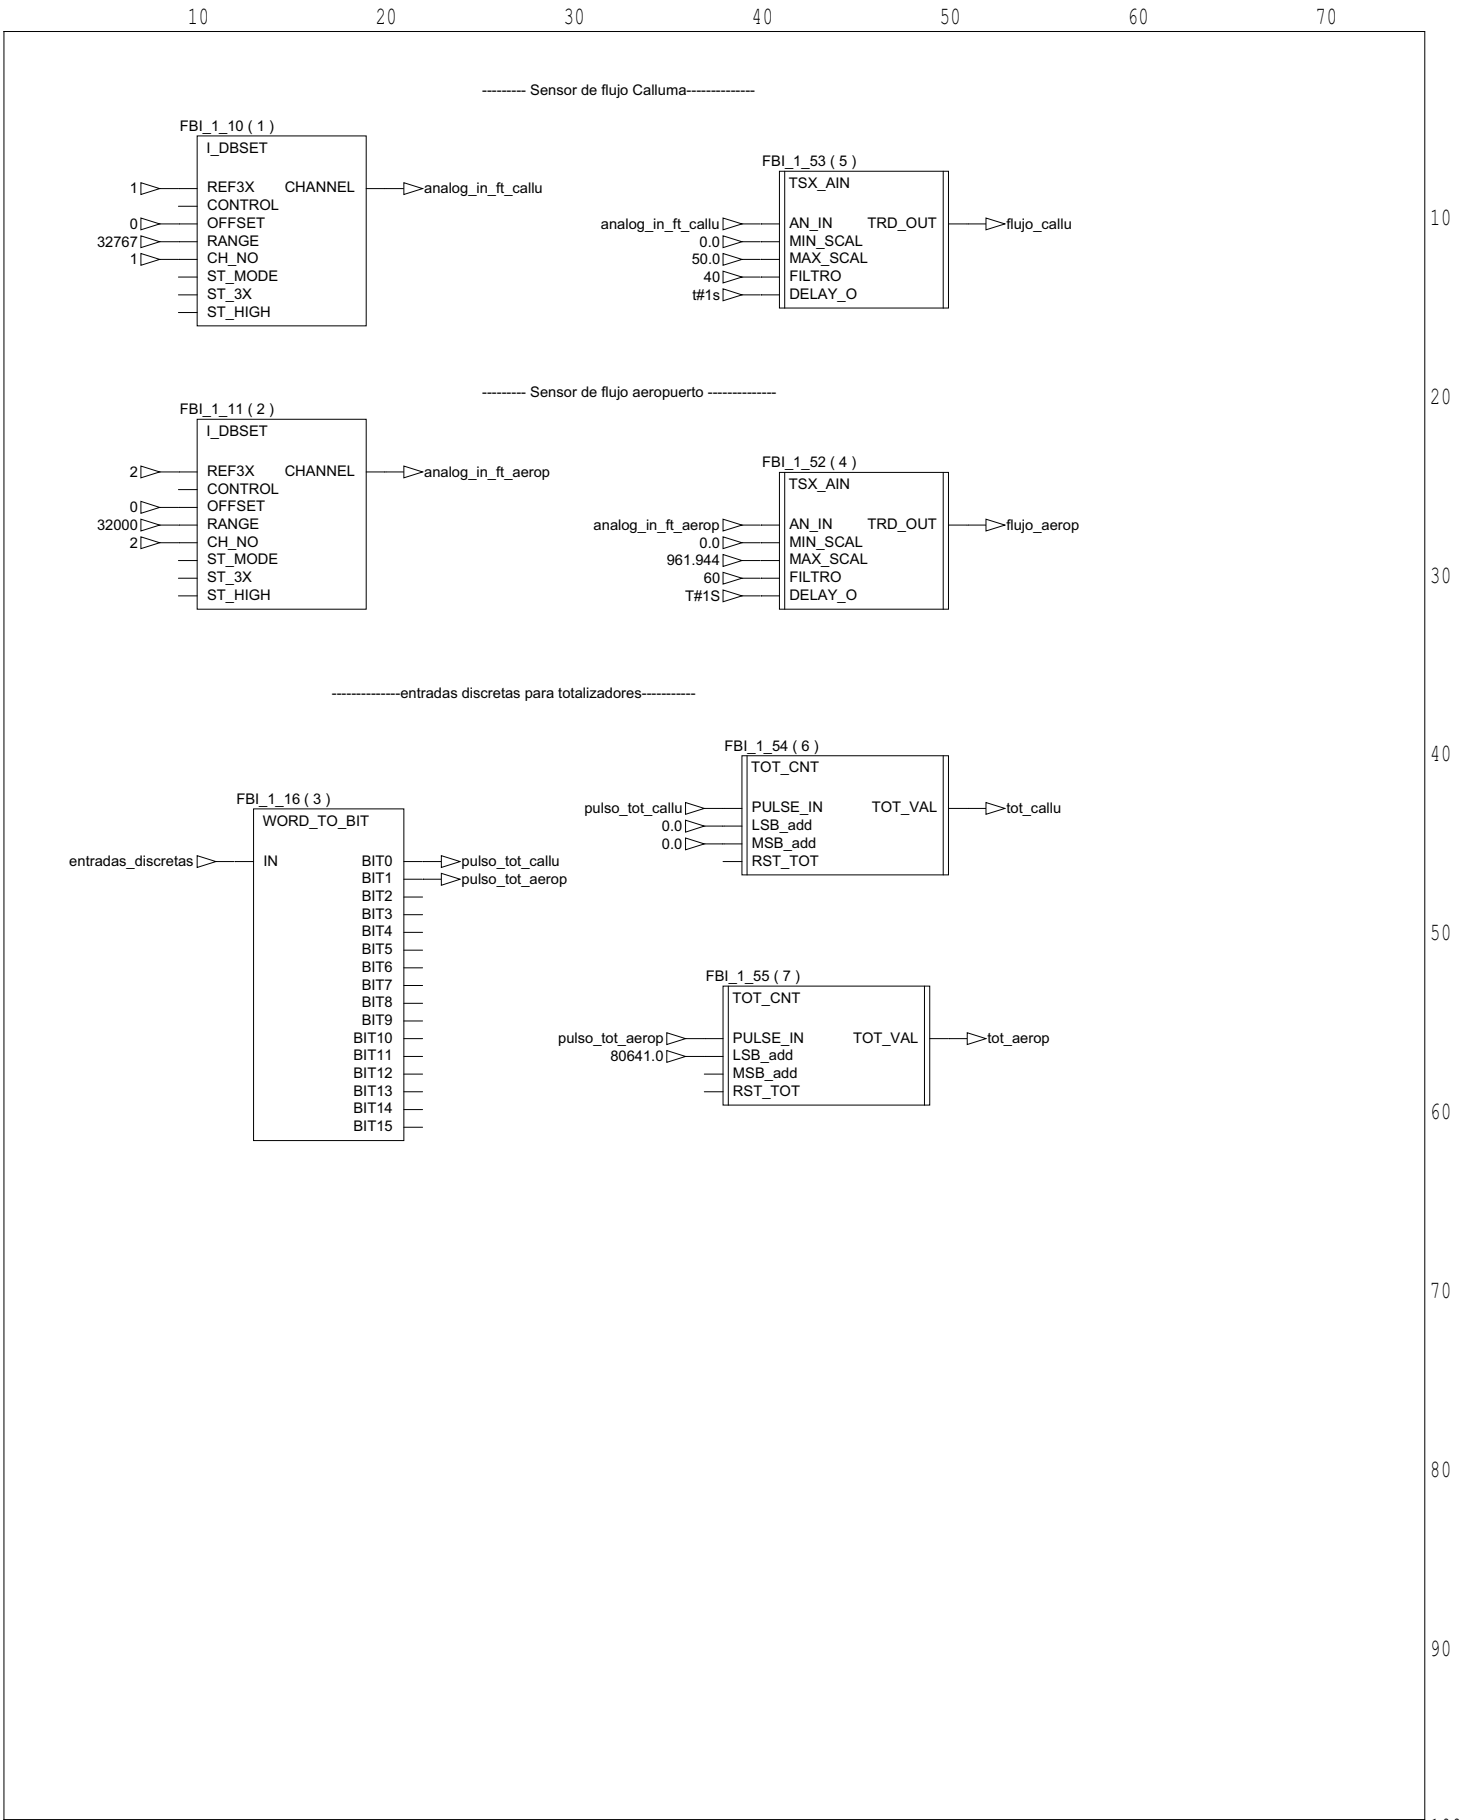 10 20 30 40 50 60 70
--------- Sensor de flujo Calluma--------------
FBI_1_10 ( 1 )
I_DBSET
1 REF3X CHANNEL analog_in_ft_callu
CONTROL
0 OFFSET
32767 RANGE
1 CH_NO
ST_MODE
ST_3X
ST_HIGH
FBI_1_53 ( 5 )
TSX_AIN
analog_in_ft_callu AN_IN TRD_OUT flujo_callu
0.0 MIN_SCAL
50.0 MAX_SCAL
40 FILTRO
t#1s DELAY_O
10
--------- Sensor de flujo aeropuerto --------------
20
FBI_1_11 ( 2 )
I_DBSET
2 REF3X CHANNEL analog_in_ft_aerop
CONTROL
0 OFFSET
32000 RANGE
2 CH_NO
ST_MODE
ST_3X
ST_HIGH
FBI_1_52 ( 4 )
TSX_AIN
analog_in_ft_aerop AN_IN TRD_OUT flujo_aerop
0.0 MIN_SCAL
961.944 MAX_SCAL
60 FILTRO
T#1S DELAY_O
30
--------------entradas discretas para totalizadores-----------
40
FBI_1_16 ( 3 )
WORD_TO_BIT
entradas_discretas IN BIT0 pulso_tot_callu
BIT1 pulso_tot_aerop
BIT2
BIT3
BIT4
BIT5
BIT6
BIT7
BIT8
BIT9
BIT10
BIT11
BIT12
BIT13
BIT14
BIT15
FBI_1_54 ( 6 )
TOT_CNT
pulso_tot_callu PULSE_IN TOT_VAL tot_callu
0.0 LSB_add
0.0 MSB_add
RST_TOT
50
FBI_1_55 ( 7 )
TOT_CNT
pulso_tot_aerop PULSE_IN TOT_VAL tot_aerop
80641.0 LSB_add
MSB_add
RST_TOT
60
70
80
90